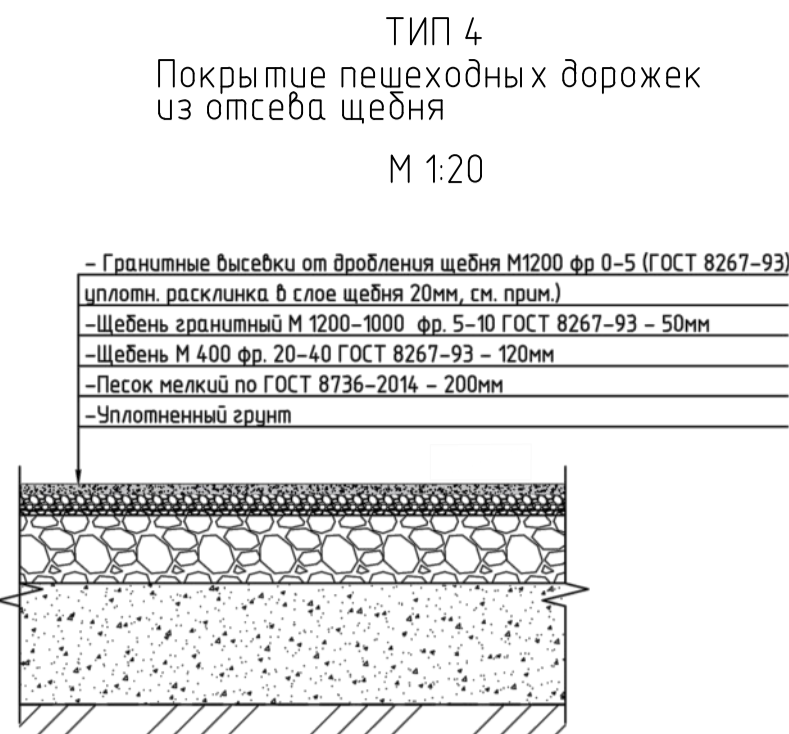 ТИП 4
Покрытие пешеходных дорожек
из отсева щебня
М 1:20
- Гранитные высевки от дробления щебня М1200 фр 0-5 (ГОСТ 8267-93)
уплотн. расклинка в слое щебня 20мм, см. прим.)
-Щебень гранитный М 1200-1000 фр. 5-10 ГОСТ 8267-93 - 50мм
-Щебень М 400 фр. 20-40 ГОСТ 8267-93 - 120мм
-Песок мелкий по ГОСТ 8736-2014 - 200мм
-Уплотненный грунт